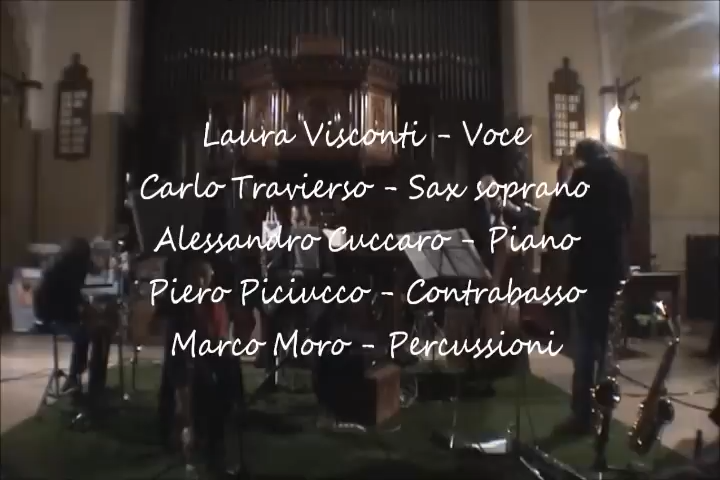 Laura Visconti - Voce
Carlo Travierso - Sax soprano
Alessandro Cuccaro - Piano
Piero Piciucco - Contrabasso
Marco Moro - Percussioni